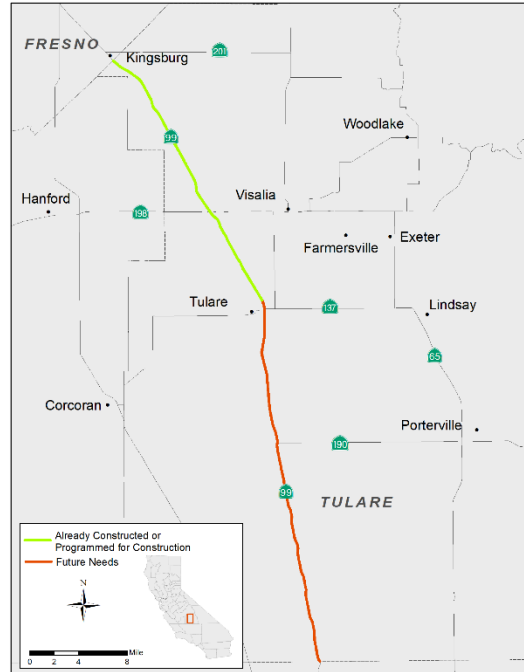 FRESNO
Kingsburg
201
99
Woodlake
Hanford
198
Visalia
Farmersville
Exeter
Tulare
137
Lindsay
65
Corcoran
Porterville
190
99
TULARE
Already Constructed or
Programmed for Construction
Future Needs
N
0 2 4 8 Mile